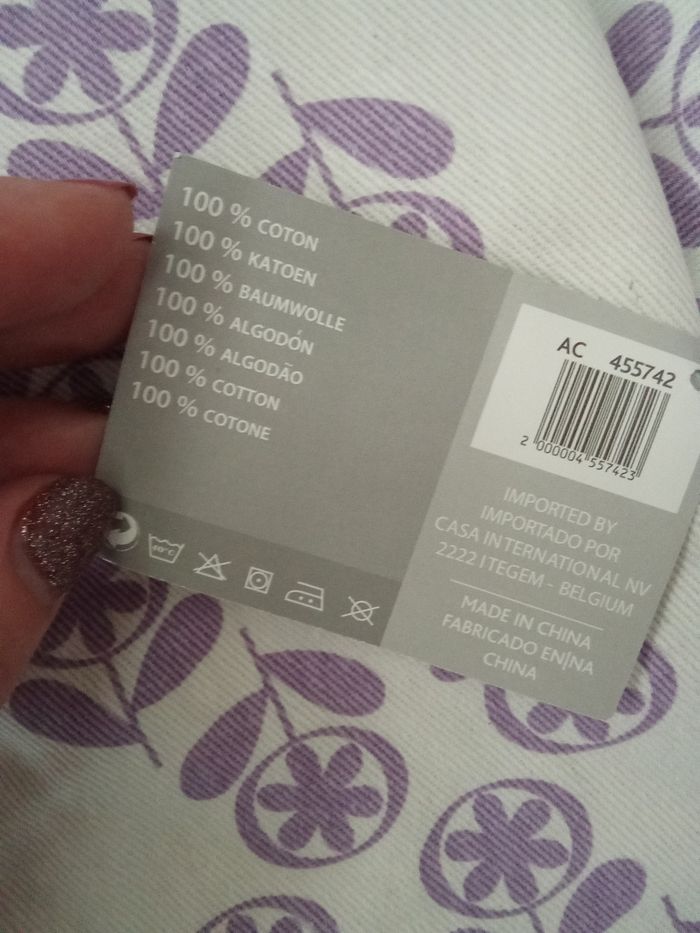 100 % COTON
100 % KATOEN
100 % BAUMWOLLE
100 % ALGODÓN
100 % ALGODÃO
100 % COTTON
100 % COTONE
40°C
AC 455742
2 000004 557423
IMPORTED BY
IMPORTADO POR
CASA INTERNATIONAL NV
2222 ITEGEM - BELGIUM
MADE IN CHINA
FABRICADO EN/NA
CHINA